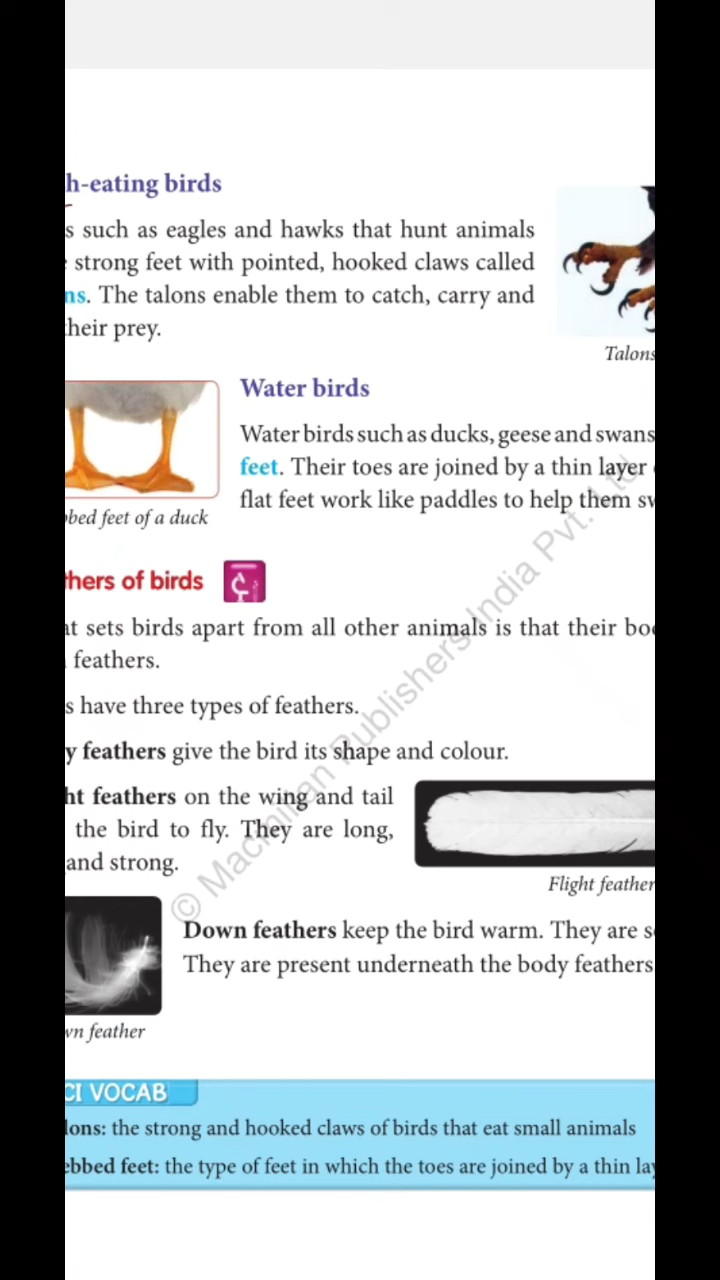 h-eating birds
s such as eagles and hawks that hunt animals
strong feet with pointed, hooked claws called
ns. The talons enable them to catch, carry and
their prey.
Talons
Water birds
Water birds such as ducks, geese and swans
feet. Their toes are joined by a thin layer
flat feet work like paddles to help them sw
bed feet of a duck
thers of birds
at sets birds apart from all other animals is that their bo
feathers.
s have three types of feathers.
y feathers give the bird its shape and colour.
ht feathers on the wing and tail
the bird to fly. They are long,
and strong.
Flight feather
Down feathers keep the bird warm. They are s
They are present underneath the body feathers
wn feather
CI VOCAB
lons: the strong and hooked claws of birds that eat small animals
ebbed feet: the type of feet in which the toes are joined by a thin lay
© Macmillan Publishers India Pvt. Ltd